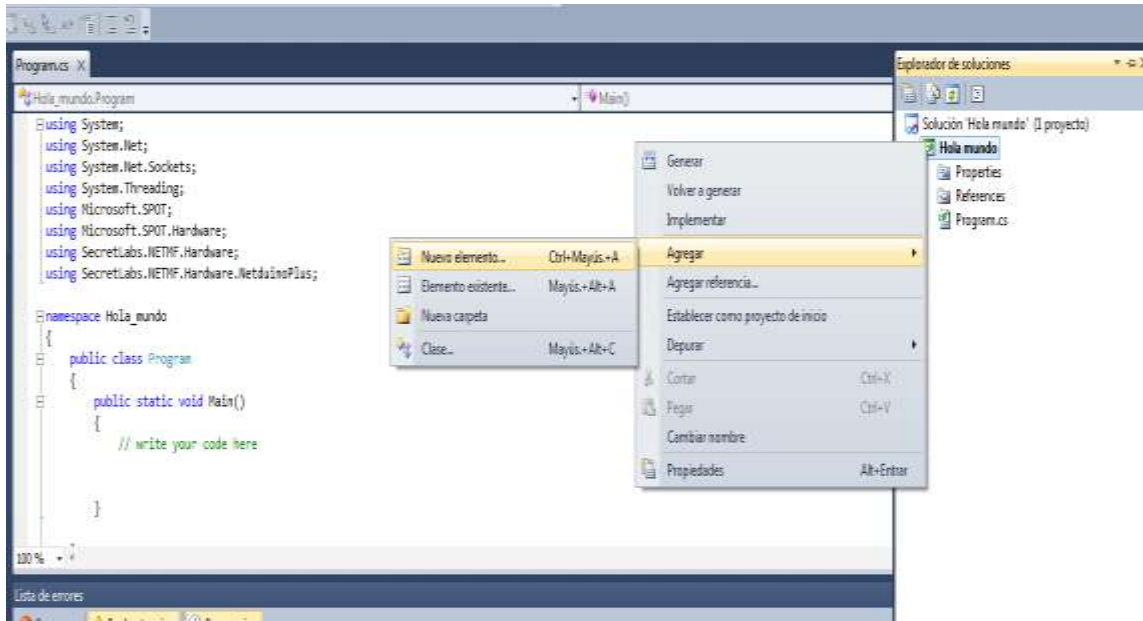 Program.cs X
Hola_mundo.Program
Main()
using System;
using System.Net;
using System.Net.Sockets;
using System.Threading;
using Microsoft.SPOT;
using Microsoft.SPOT.Hardware;
using SecretLabs.NETMF.Hardware;
using SecretLabs.NETMF.Hardware.NetduinoPlus;
namespace Hola_mundo
{
public class Program
{
public static void Main()
{
// write your code here
}
100 %
Lista de errores
Nuevo elemento... Ctrl+Mayús.+A
Elemento existente... Mayús.+Alt+A
Nueva carpeta
Clase... Mayús.+Alt+C
Generar
Volver a generar
Implementar
Agregar
Agregar referencia...
Establecer como proyecto de inicio
Depurar
Cortar Ctrl+X
Pegar Ctrl+V
Cambiar nombre
Propiedades Alt+Entrar
Explorador de soluciones
Solución 'Hola mundo' (1 proyecto)
Hola mundo
Properties
References
Program.cs